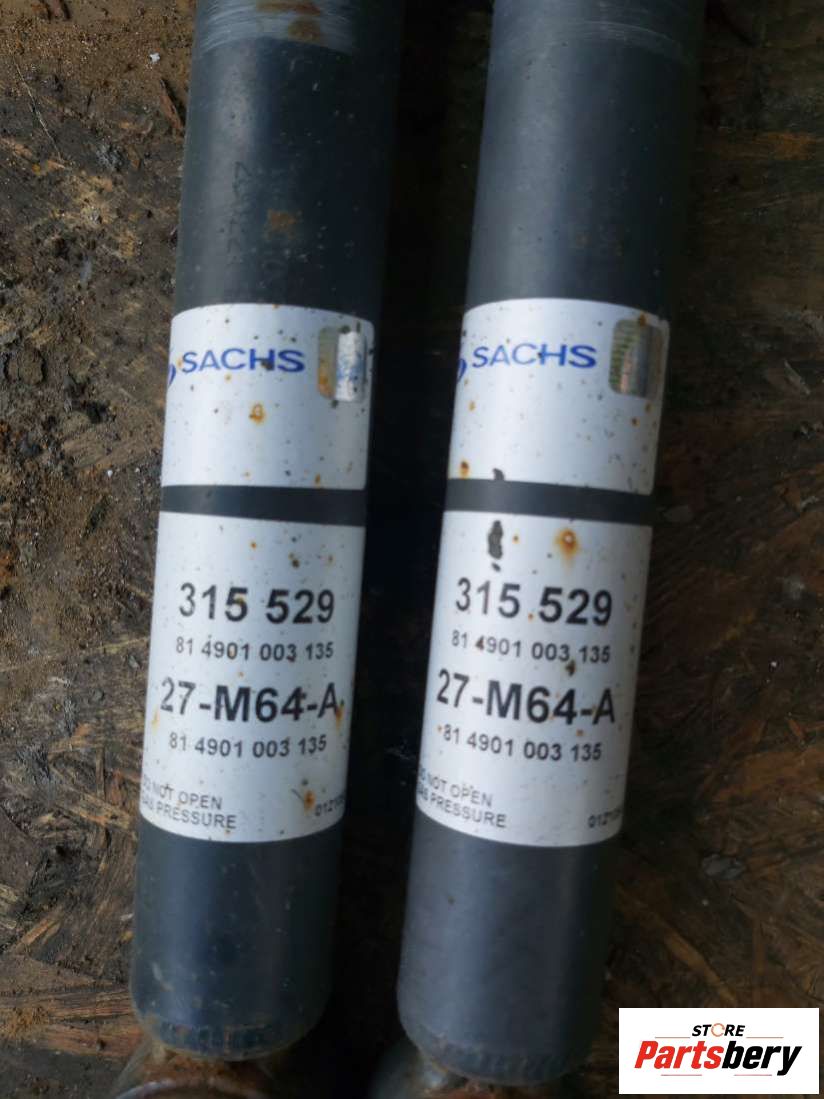 SACHS
315 529
81 4901 003 135
27-M64-A
81 4901 003 135
NOT OPEN
PRESSURE
SACHS
315 529
81 4901 003 135
27-M64-A
81 4901 003 135
NOT OPEN
PRESSURE
STORE
Partsbery